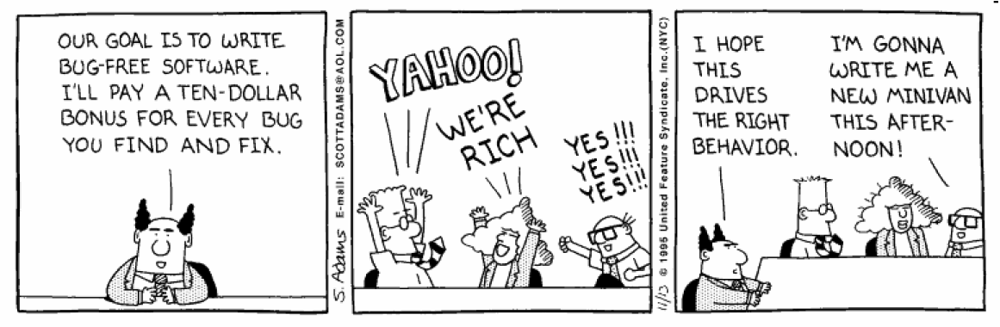 OUR GOAL IS TO WRITE
BUG-FREE SOFTWARE.
I'LL PAY A TEN-DOLLAR
BONUS FOR EVERY BUG
YOU FIND AND FIX.
S. Adams E-mail: SCOTTADAMS@AOL.COM
YAHOO!
WE'RE
RICH
YES!!!
YES!!!
YES!!!
11/13 © 1995 United Feature Syndicate, Inc.(NYC)
I HOPE
THIS
DRIVES
THE RIGHT
BEHAVIOR.
I'M GONNA
WRITE ME A
NEW MINIVAN
THIS AFTER-
NOON!